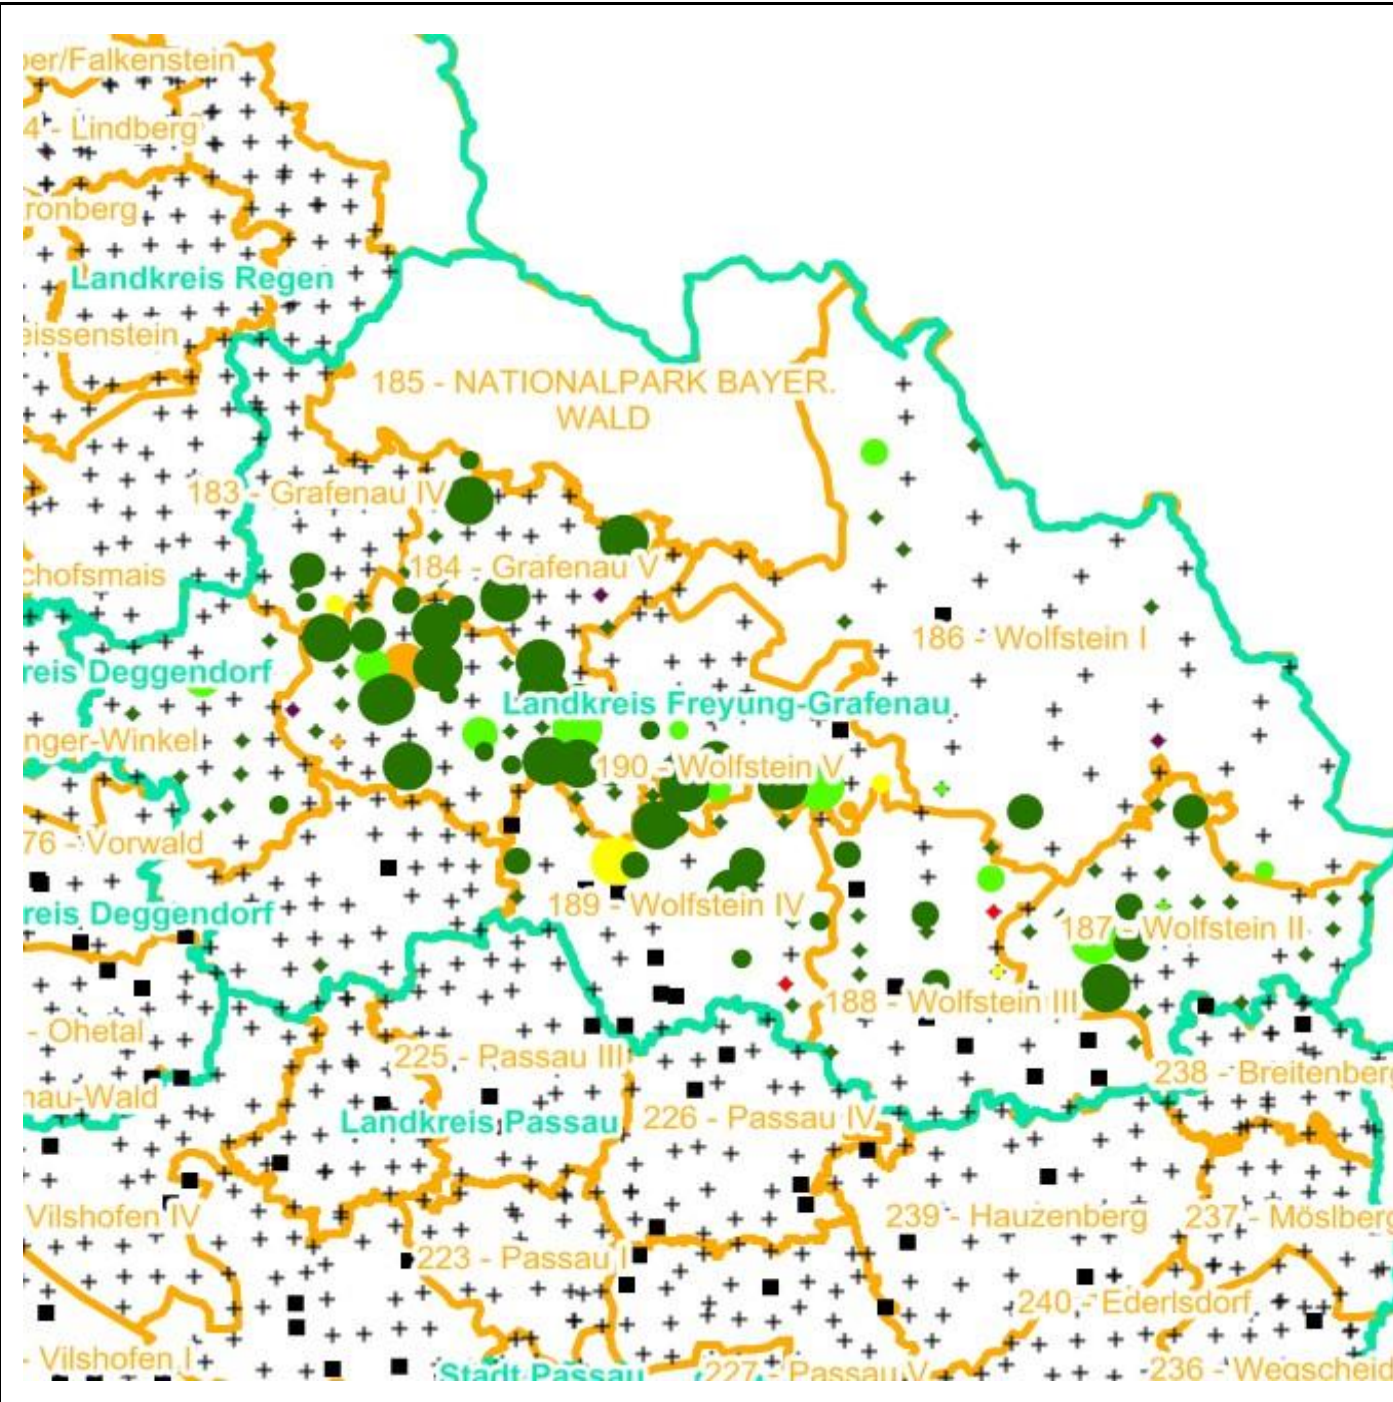 per/Falkenstein
4 - Lindberg
ronberg
Landkreis Regen
eissenstein
185 - NATIONALPARK BAYER.
WALD
183 - Grafenau IV
184 - Grafenau V
chofsmais
186 - Wolfstein I
reis Deggendorf
Landkreis Freyung-Grafenau
nger-Winkel
190 - Wolfstein V
76 - Vorwald
189 - Wolfstein IV
reis Deggendorf
187 - Wolfstein II
188 - Wolfstein III
- Ohetal
225 - Passau III
238 - Breitenberg
nau-Wald
Landkreis Passau
226 - Passau IV
Vilshofen IV
239 - Hauzenberg
237 - Möslberg
223 - Passau I
240 - Ederlsdorf
- Vilshofen I
Stadt Passau
227 - Passau V
236 - Wegscheid